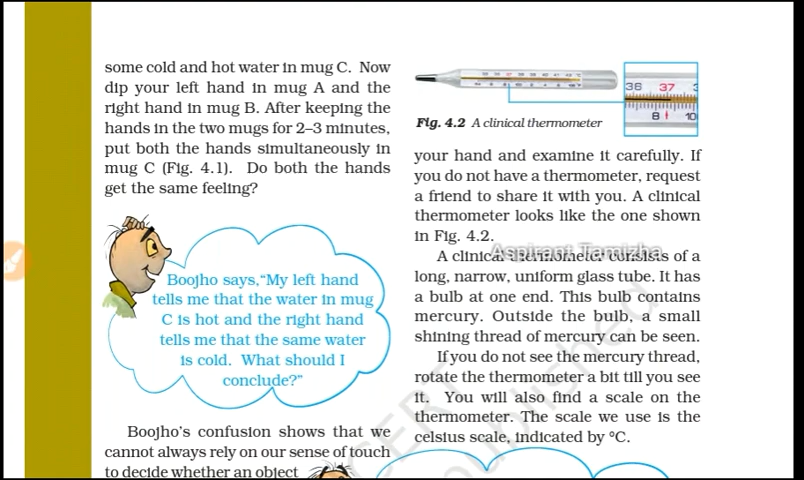 some cold and hot water in mug C. Now
dip your left hand in mug A and the
right hand in mug B. After keeping the
hands in the two mugs for 2–3 minutes,
put both the hands simultaneously in
mug C (Fig. 4.1). Do both the hands
get the same feeling?
Boojho says,"My left hand
tells me that the water in mug
C is hot and the right hand
tells me that the same water
is cold. What should I
conclude?"
Boojho's confusion shows that we
cannot always rely on our sense of touch
to decide whether an object
36 37
8 10
Fig. 4.2 A clinical thermometer
your hand and examine it carefully. If
you do not have a thermometer, request
a friend to share it with you. A clinical
thermometer looks like the one shown
in Fig. 4.2.
Aspirant Tamizha
A clinical thermometer consists of a
long, narrow, uniform glass tube. It has
a bulb at one end. This bulb contains
mercury. Outside the bulb, a small
shining thread of mercury can be seen.
If you do not see the mercury thread,
rotate the thermometer a bit till you see
it. You will also find a scale on the
thermometer. The scale we use is the
celsius scale, indicated by °C.